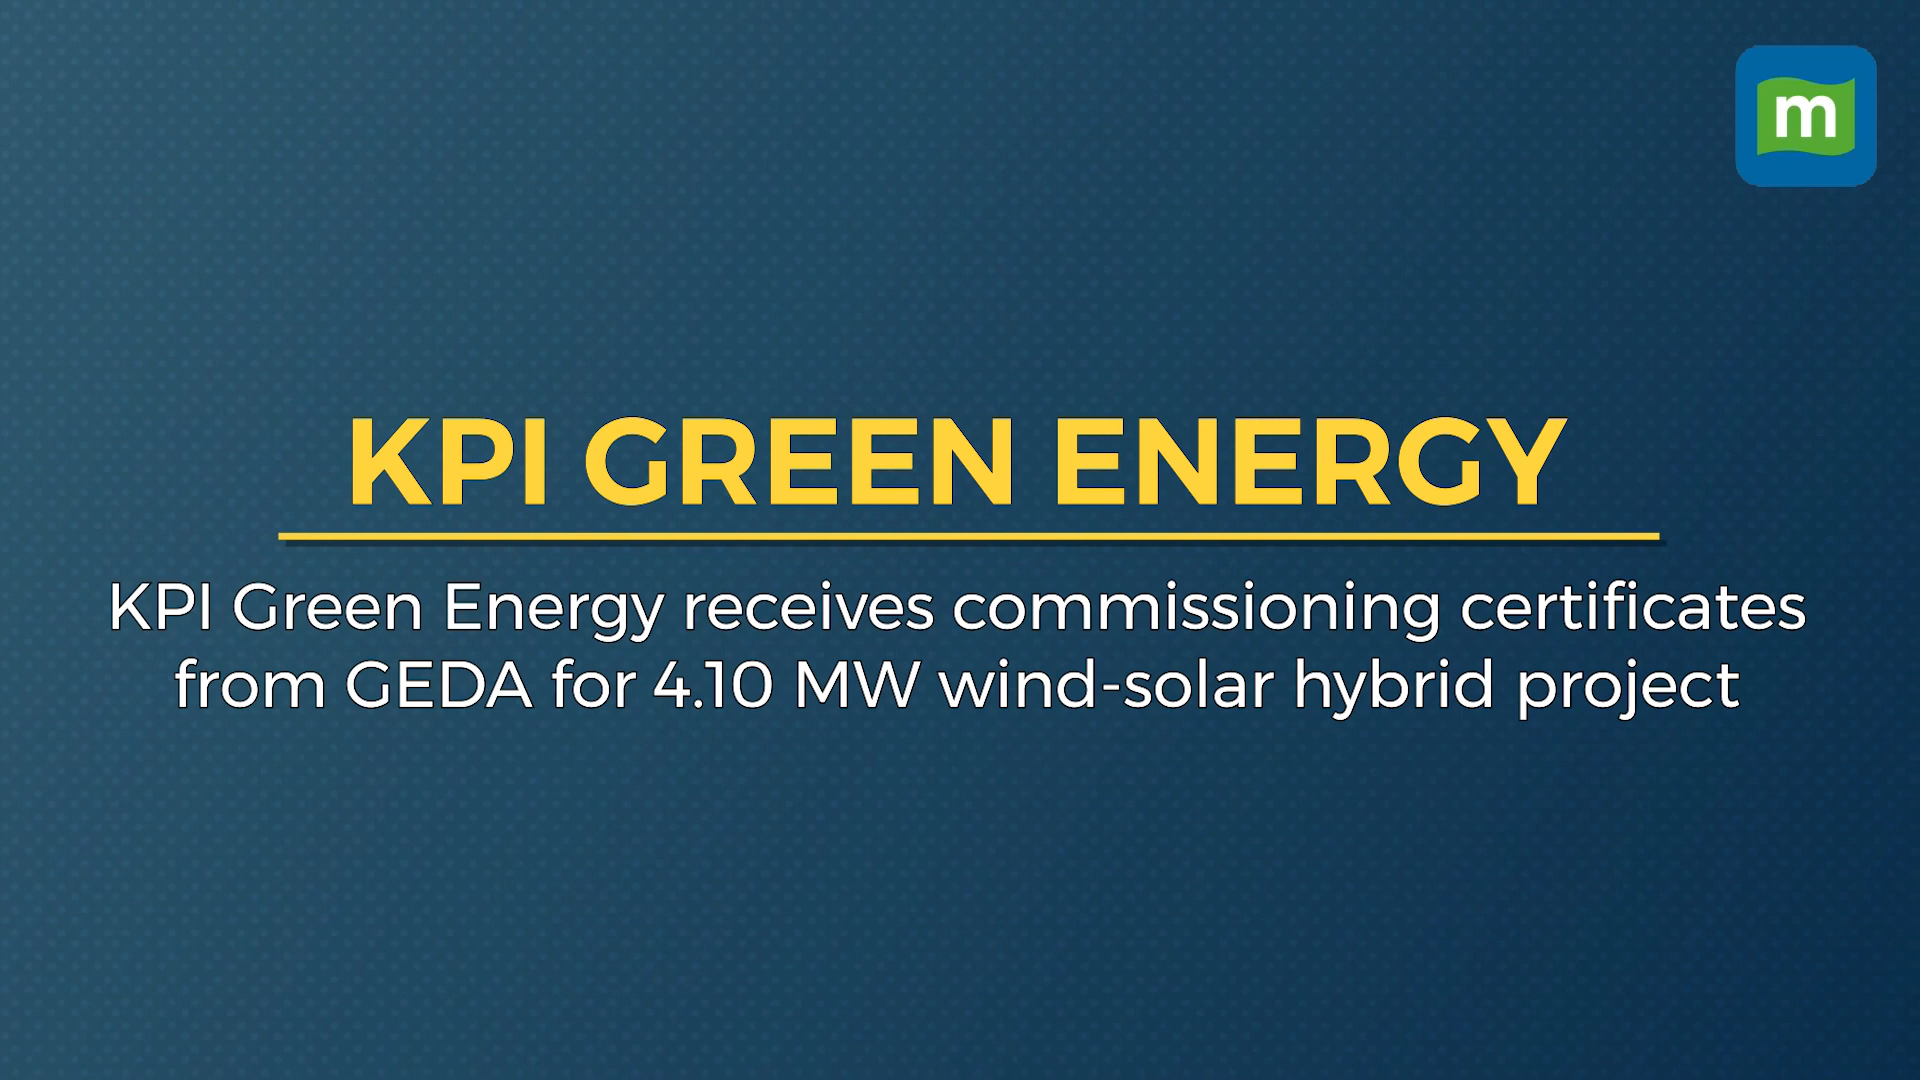 m
KPI GREEN ENERGY
KPI Green Energy receives commissioning certificates
from GEDA for 4.10 MW wind-solar hybrid project